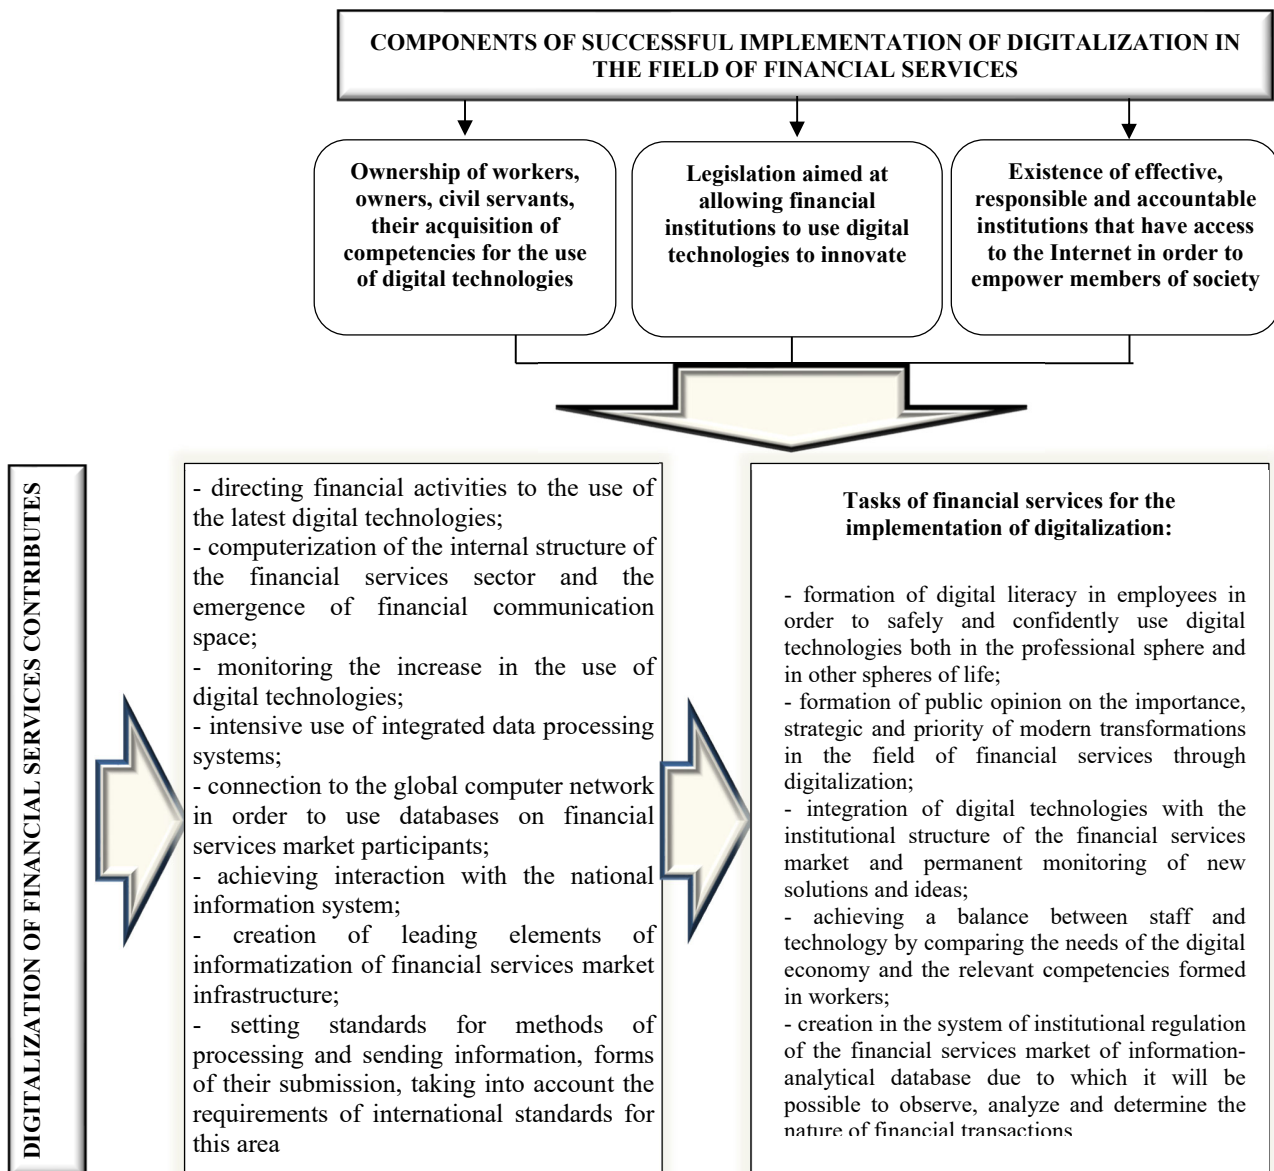 COMPONENTS OF SUCCESSFUL IMPLEMENTATION OF DIGITALIZATION IN
THE FIELD OF FINANCIAL SERVICES
Ownership of workers,
owners, civil servants,
their acquisition of
competencies for the use
of digital technologies
Legislation aimed at
allowing financial
institutions to use digital
technologies to innovate
Existence of effective,
responsible and accountable
institutions that have access
to the Internet in order to
empower members of society
DIGITALIZATION OF FINANCIAL SERVICES CONTRIBUTES
- directing financial activities to the use of
the latest digital technologies;
- computerization of the internal structure of
the financial services sector and the
emergence of financial communication
space;
- monitoring the increase in the use of
digital technologies;
- intensive use of integrated data processing
systems;
- connection to the global computer network
in order to use databases on financial
services market participants;
- achieving interaction with the national
information system;
- creation of leading elements of
informatization of financial services market
infrastructure;
- setting standards for methods of
processing and sending information, forms
of their submission, taking into account the
requirements of international standards for
this area
Tasks of financial services for the
implementation of digitalization:
- formation of digital literacy in employees in
order to safely and confidently use digital
technologies both in the professional sphere and
in other spheres of life;
- formation of public opinion on the importance,
strategic and priority of modern transformations
in the field of financial services through
digitalization;
- integration of digital technologies with the
institutional structure of the financial services
market and permanent monitoring of new
solutions and ideas;
- achieving a balance between staff and
technology by comparing the needs of the digital
economy and the relevant competencies formed
in workers;
- creation in the system of institutional regulation
of the financial services market of information-
analytical database due to which it will be
possible to observe, analyze and determine the
nature of financial transactions